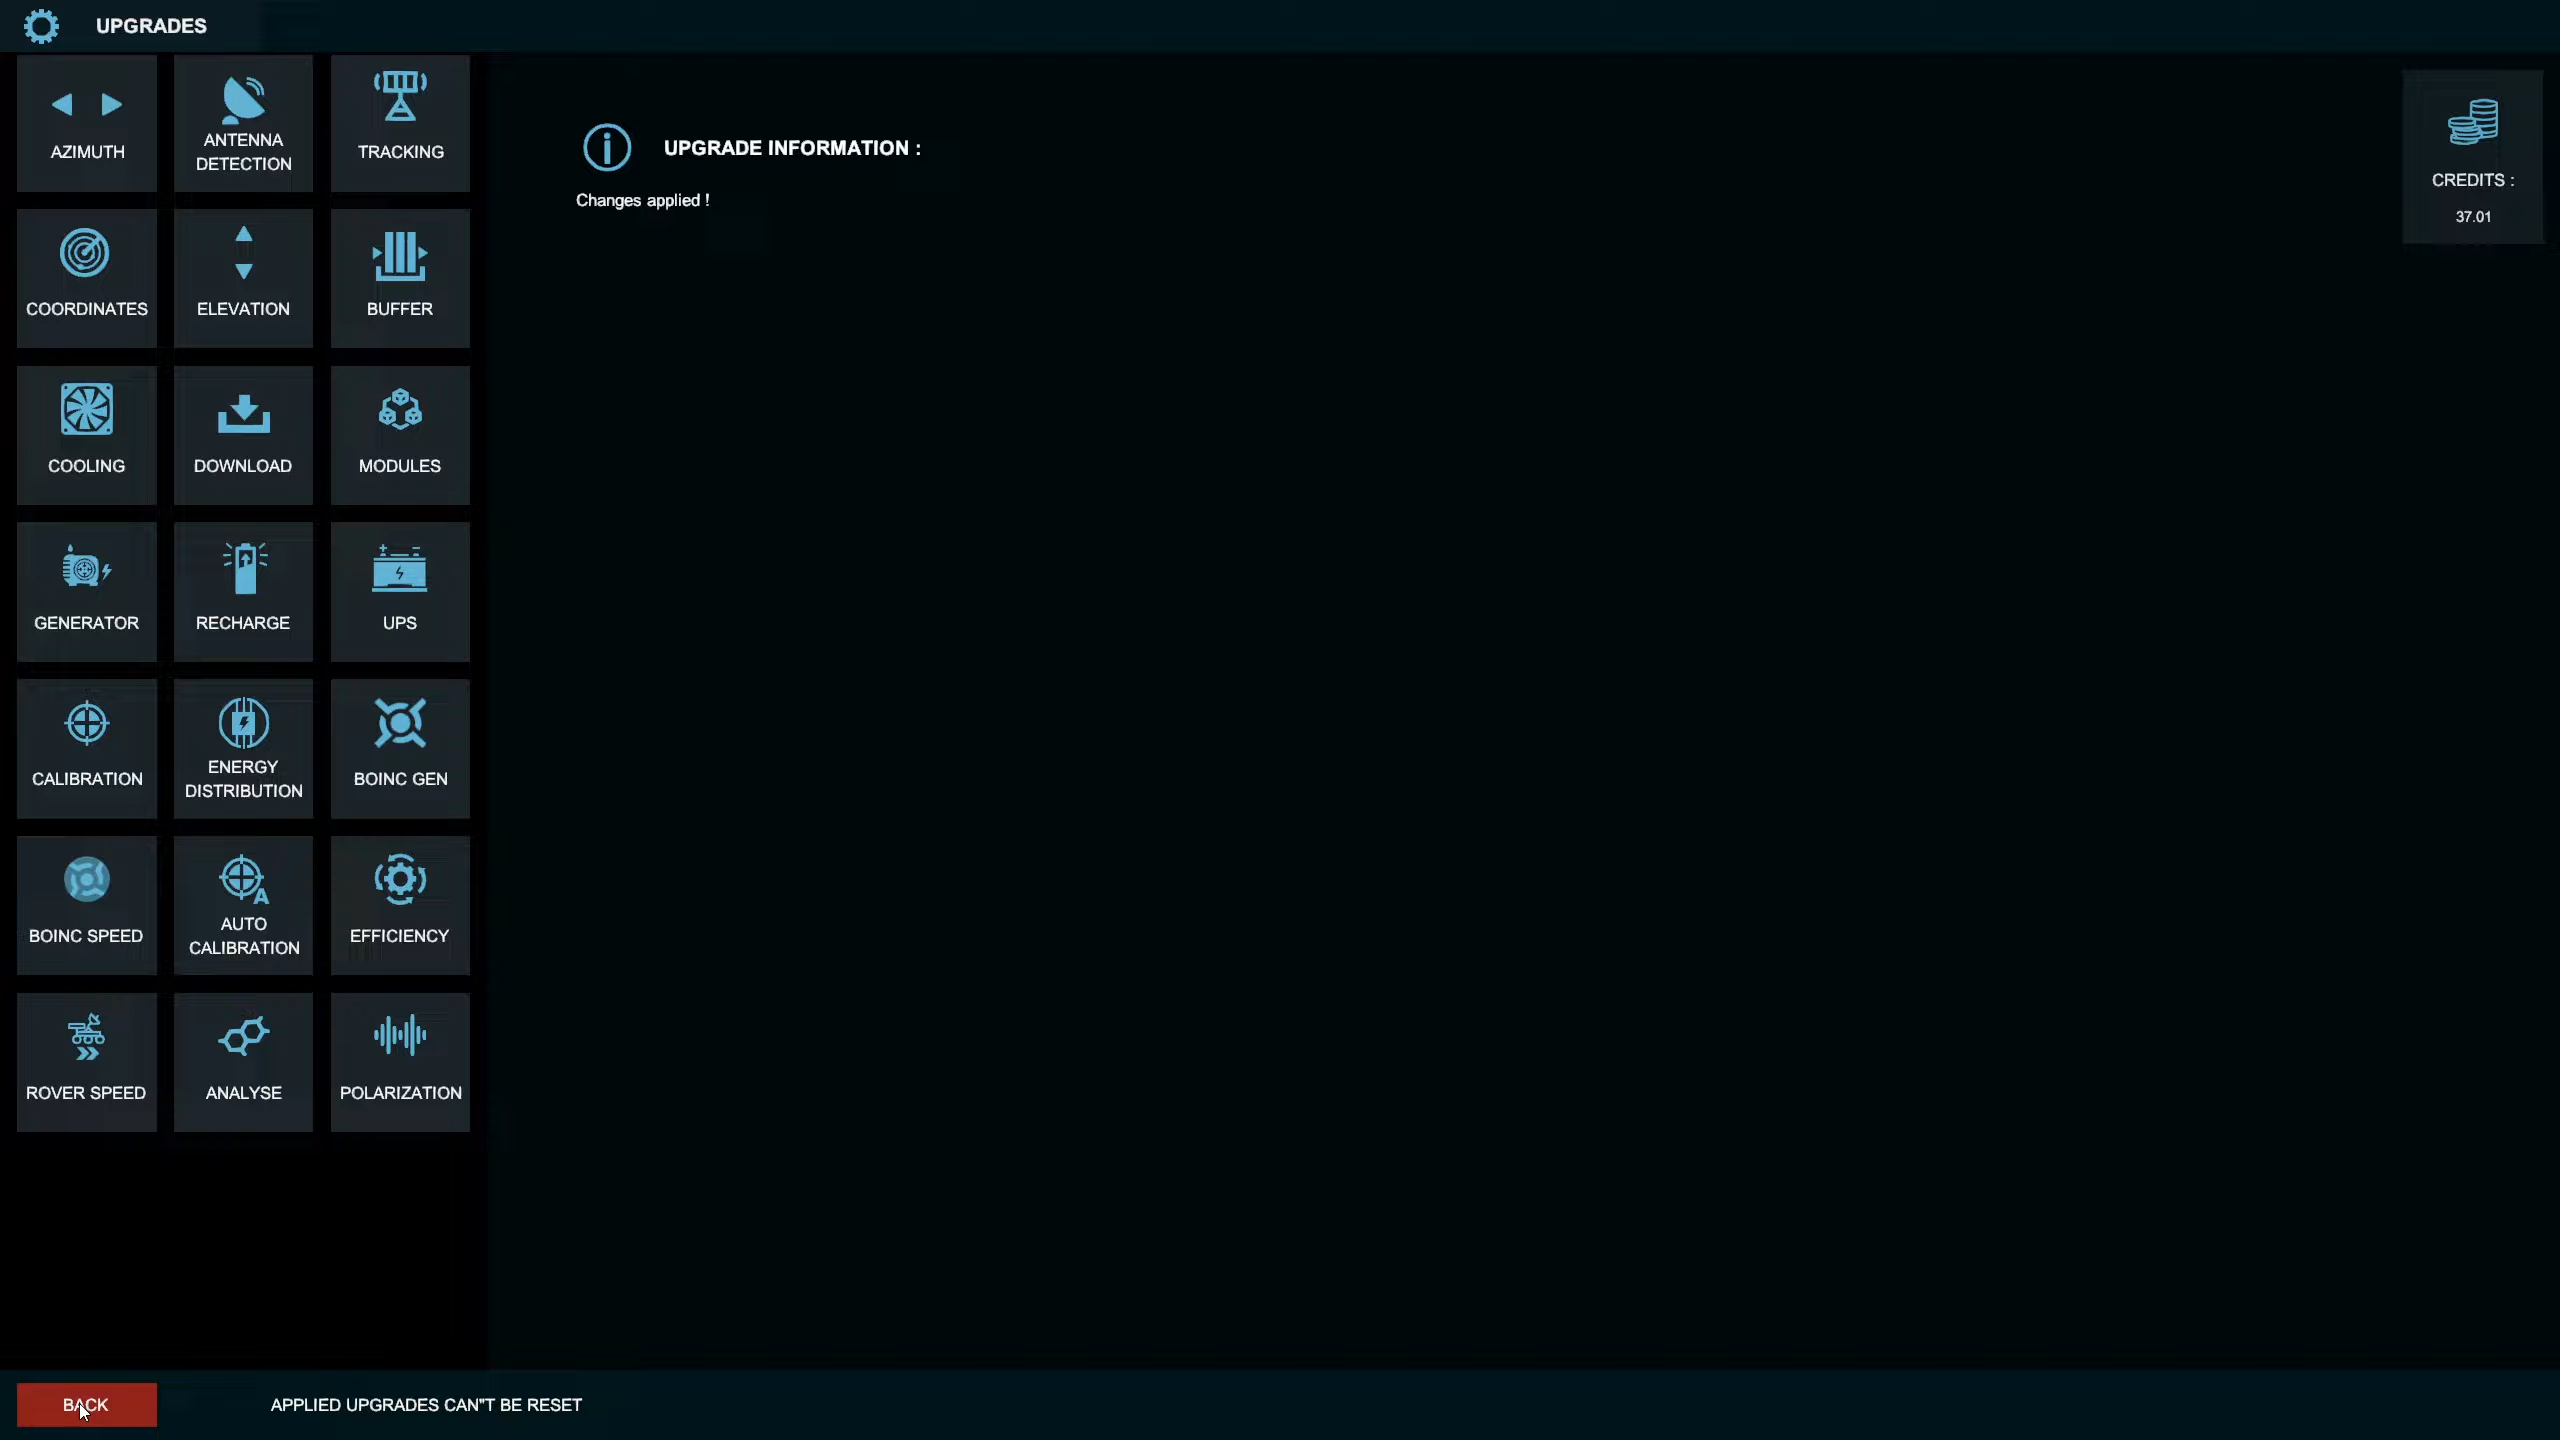 UPGRADES
AZIMUTH
ANTENNA
DETECTION
TRACKING
COORDINATES
ELEVATION
BUFFER
COOLING
DOWNLOAD
MODULES
GENERATOR
RECHARGE
UPS
CALIBRATION
ENERGY
DISTRIBUTION
BOINC GEN
BOINC SPEED
AUTO
CALIBRATION
EFFICIENCY
ROVER SPEED
ANALYSE
POLARIZATION
UPGRADE INFORMATION :
Changes applied !
CREDITS :
37.01
BACK
APPLIED UPGRADES CAN"T BE RESET